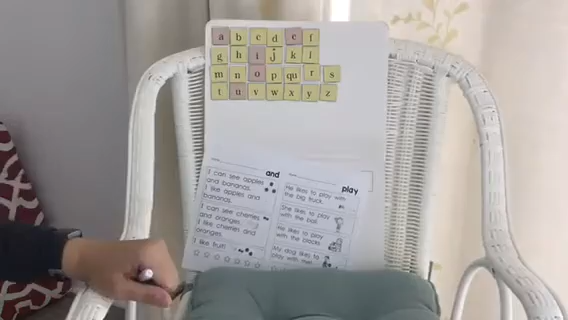 a b c d e f
g h i j k l
m n o p qu r s
t u v w x y z
and
I can see apples
and bananas.
I like apples and
bananas.
I can see cherries
and oranges.
I like cherries and
oranges.
I like fruit
play
He likes to play with
the big truck.
She likes to play
with the ball.
He likes to play
with the blocks.
My dog likes to
play with me!